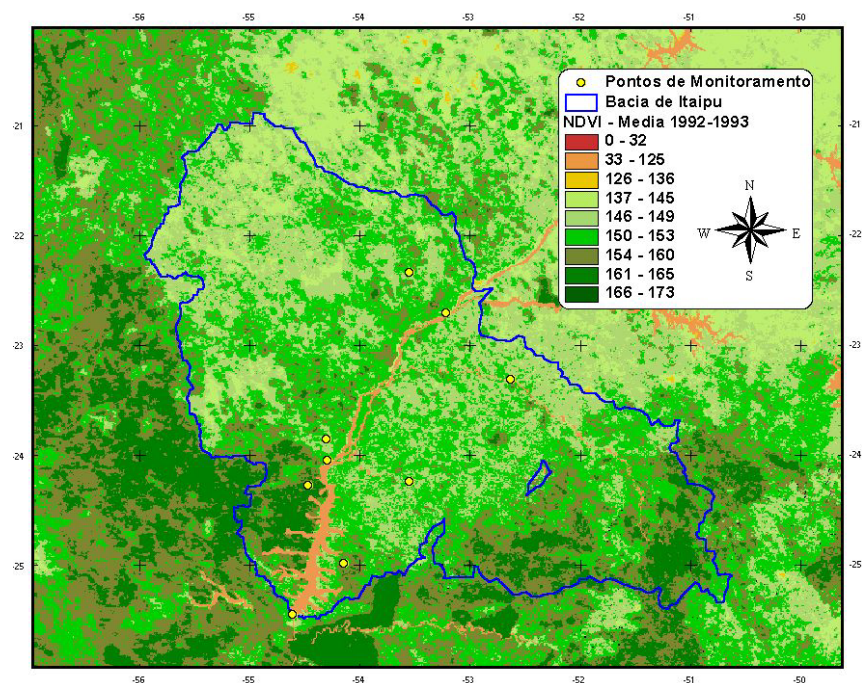 -56 -55 -54 -53 -52 -51 -50
Pontos de Monitoramento
Bacia de Itaipu
NDVI - Media 1992-1993
0 - 32
33 - 125
126 - 136
137 - 145
146 - 149
150 - 153
154 - 160
161 - 165
166 - 173
N
W E
S
-21 -21
-22 -22
-23 -23
-24 -24
-25 -25
-56 -55 -54 -53 -52 -51 -50